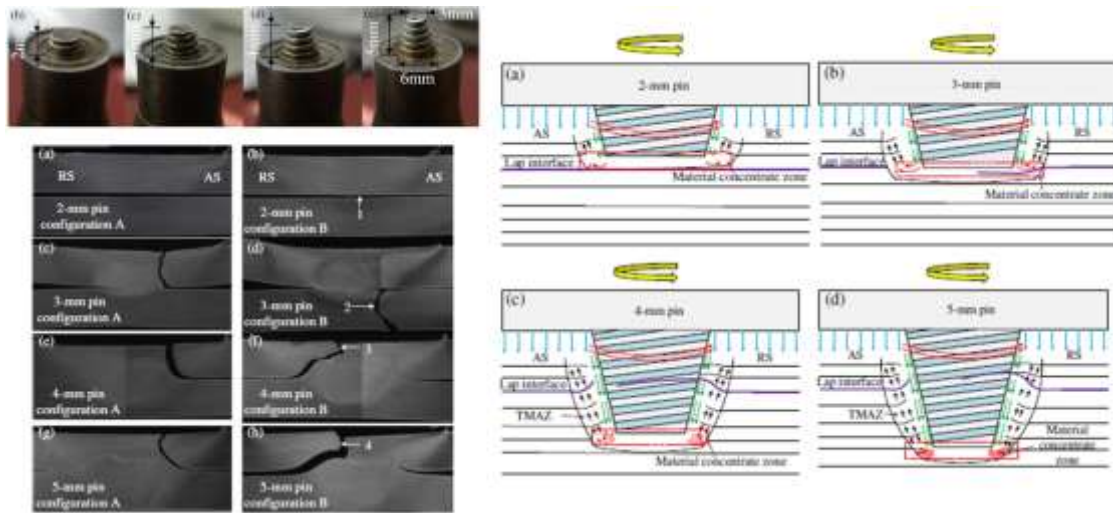 (b)
(c)
(d)
6mm
(a)
RS
AS
2-mm pin
configuration A
(b)
RS
AS
1
2-mm pin
configuration B
(c)
3-mm pin
configuration A
(d)
2
3-mm pin
configuration B
(e)
4-mm pin
configuration A
(f)
3
4-mm pin
configuration B
(g)
5-mm pin
configuration A
(h)
4
5-mm pin
configuration B
(a)
2-mm pin
AS
RS
Lap interface
Material concentrate zone
(b)
3-mm pin
AS
RS
Lap interface
Material concentrate zone
(c)
4-mm pin
AS
RS
Lap interface
TMAZ
Material concentrate zone
(d)
5-mm pin
AS
RS
Lap interface
TMAZ
Material
concentrate
zone